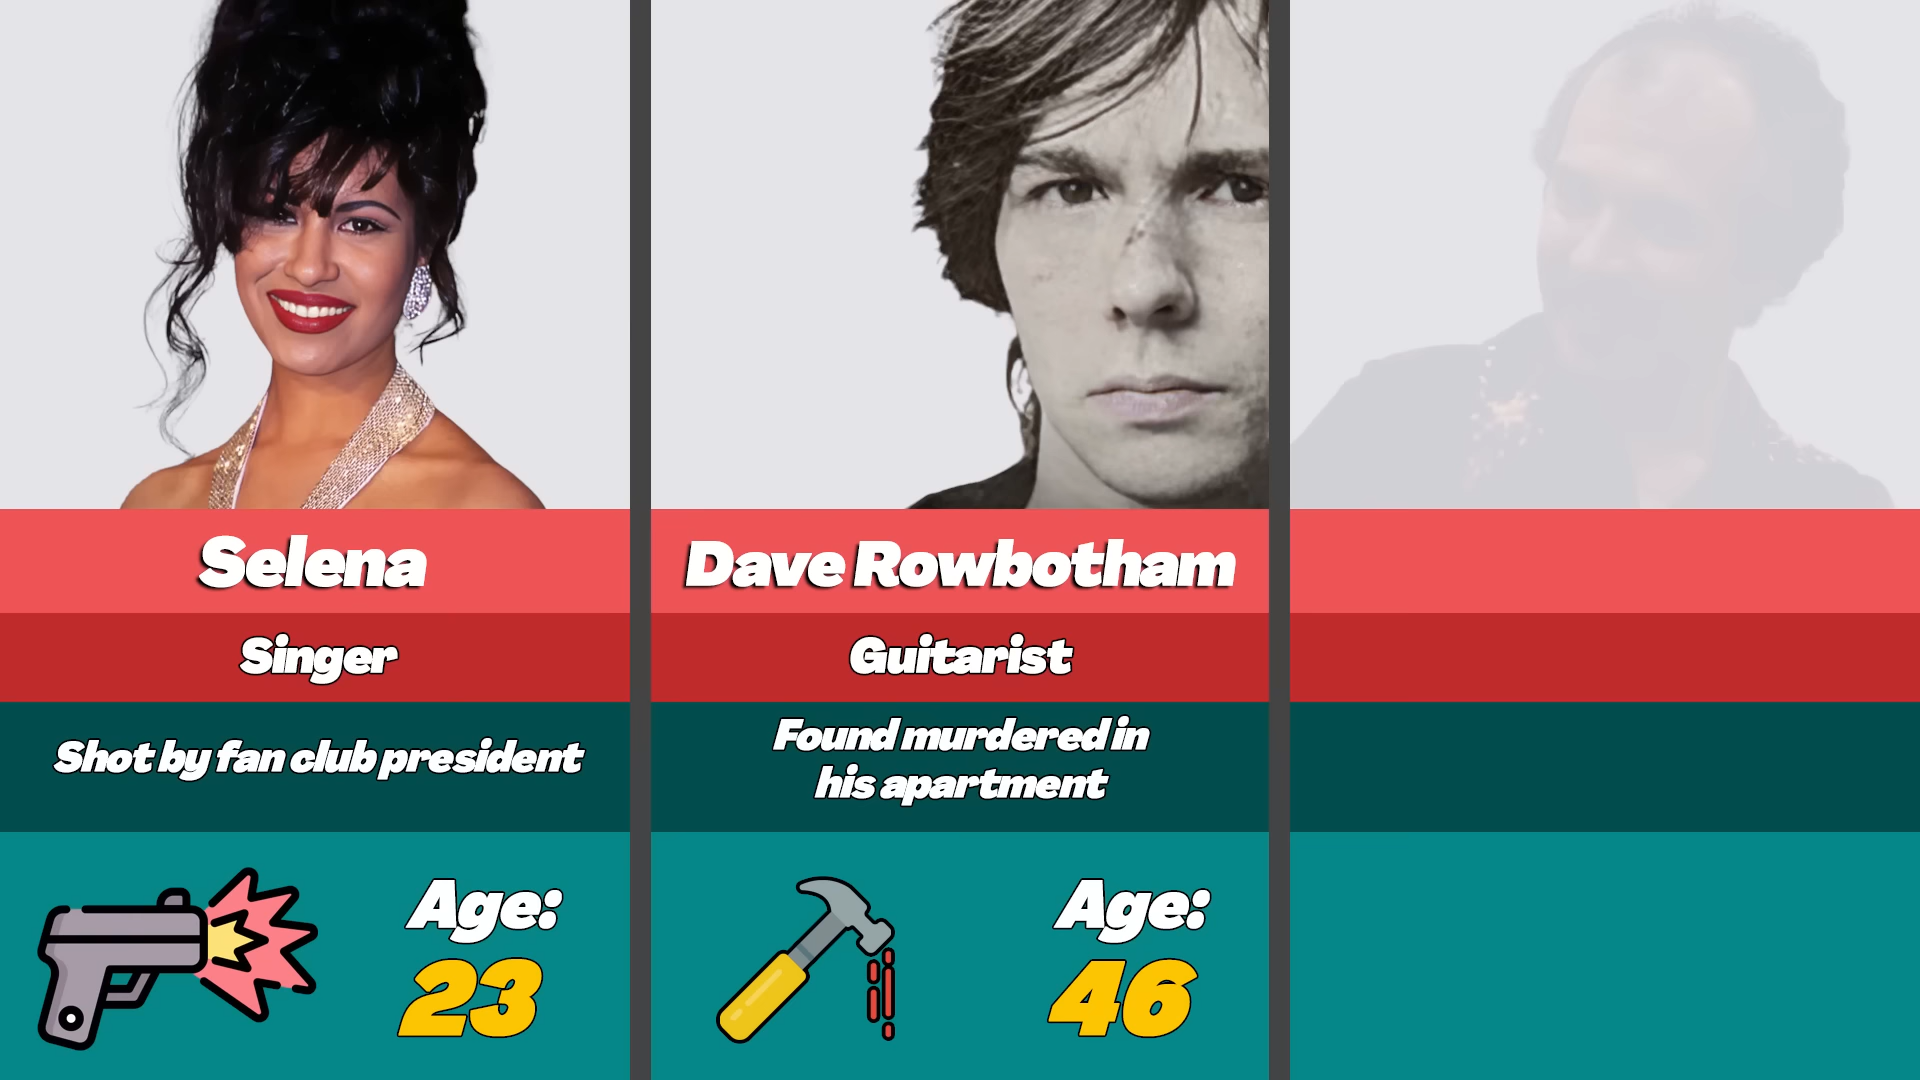 Selena
Singer
Shot by fan club president
Age:
23
Dave Rowbotham
Guitarist
Found murdered in
his apartment
Age:
46